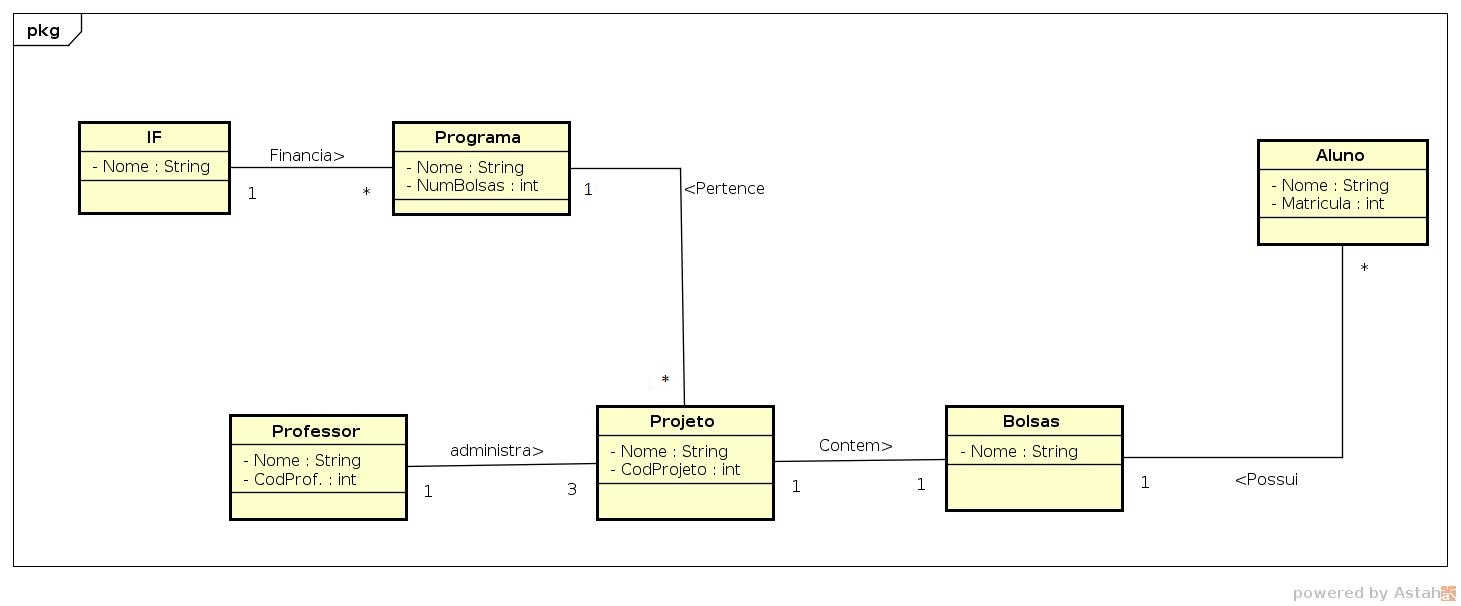 pkg
IF
- Nome : String
Financia>
1
*
Programa
- Nome : String
- NumBolsas : int
1
<Pertence
*
Aluno
- Nome : String
- Matricula : int
*
Professor
- Nome : String
- CodProf. : int
administra>
1
3
Projeto
- Nome : String
- CodProjeto : int
Contem>
1
1
Bolsas
- Nome : String
1
<Possui
powered by Astah